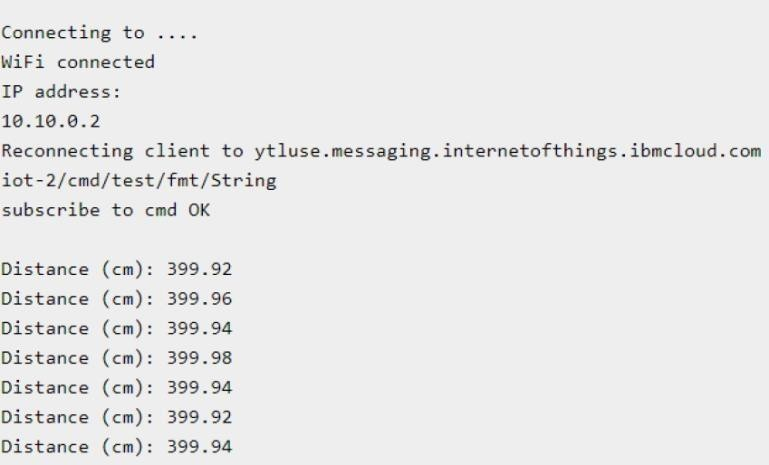 Connecting to ....
WiFi connected
IP address:
10.10.0.2
Reconnecting client to ytluse.messaging.internetofthings.ibmcloud.com
iot-2/cmd/test/fmt/String
subscribe to cmd OK
Distance (cm): 399.92
Distance (cm): 399.96
Distance (cm): 399.94
Distance (cm): 399.98
Distance (cm): 399.94
Distance (cm): 399.92
Distance (cm): 399.94